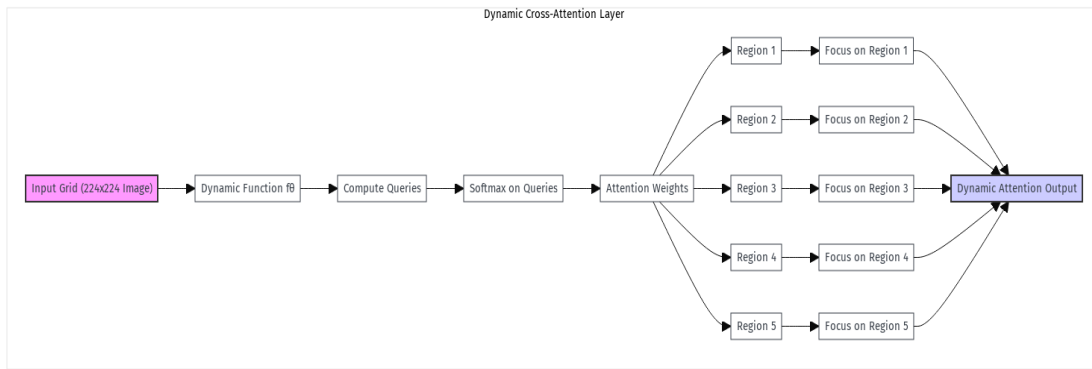 Dynamic Cross-Attention Layer
Input Grid (224x224 Image)
Dynamic Function fθ
Compute Queries
Softmax on Queries
Attention Weights
Region 1
Focus on Region 1
Region 2
Focus on Region 2
Region 3
Focus on Region 3
Region 4
Focus on Region 4
Region 5
Focus on Region 5
Dynamic Attention Output